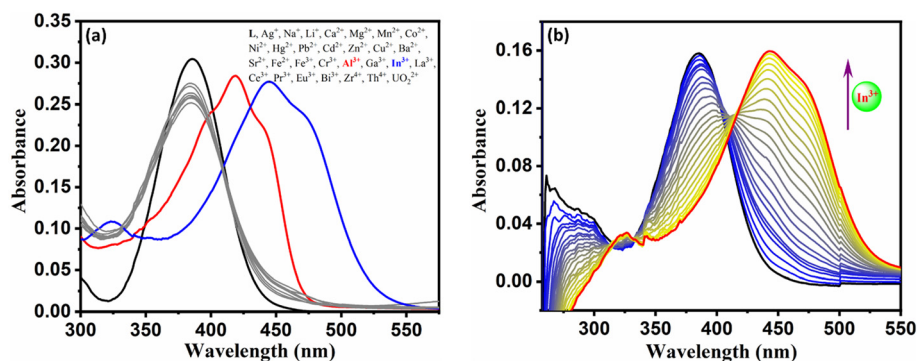 (a)
L, Ag⁺, Na⁺, Li⁺, Ca²⁺, Mg²⁺, Mn²⁺, Co²⁺,
Ni²⁺, Hg²⁺, Pb²⁺, Cd²⁺, Zn²⁺, Cu²⁺, Ba²⁺,
Sr²⁺, Fe²⁺, Fe³⁺, Cr³⁺, Al³⁺, Ga³⁺, In³⁺, La³⁺,
Ce³⁺, Pr³⁺, Eu³⁺, Bi³⁺, Zr⁴⁺, Th⁴⁺, UO₂²⁺
Absorbance
0.35
0.30
0.25
0.20
0.15
0.10
0.05
0.00
300 350 400 450 500 550
Wavelength (nm)
(b)
In³⁺
Absorbance
0.16
0.12
0.08
0.04
0.00
300 350 400 450 500 550
Wavelength (nm)